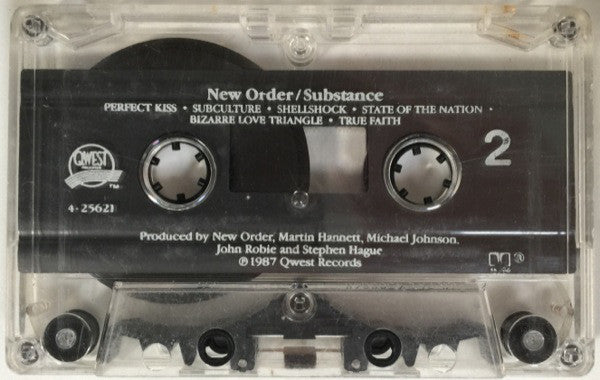 New Order/Substance
PERFECT KISS • SUBCULTURE • SHELLSHOCK • STATE OF THE NATION •
BIZARRE LOVE TRIANGLE • TRUE FAITH
2
QWEST
TM
4-25621
Produced by New Order, Martin Hannett, Michael Johnson,
John Robie and Stephen Hague
℗1987 Qwest Records
®